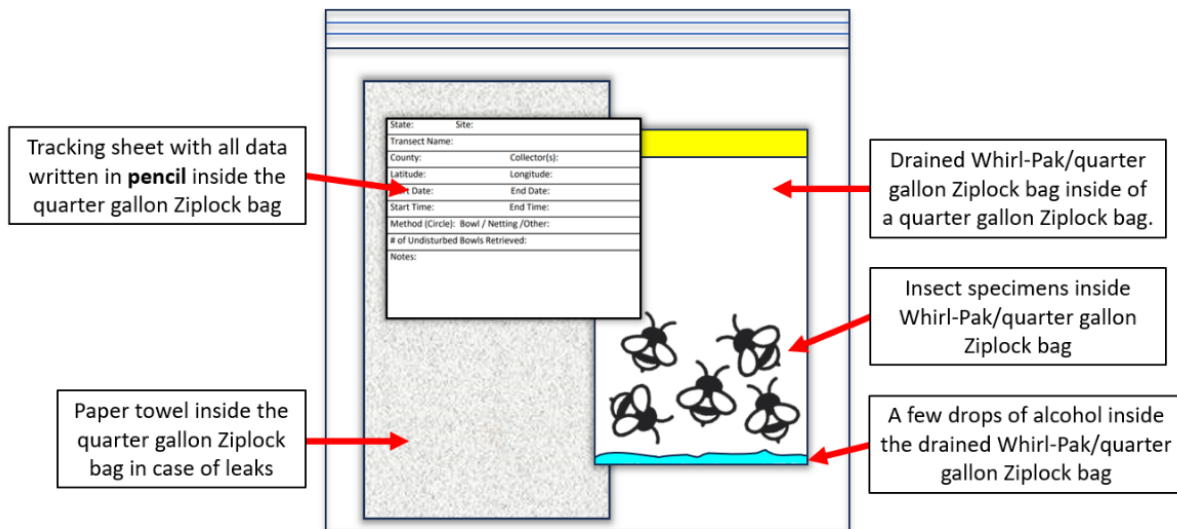 Tracking sheet with all data
written in pencil inside the
quarter gallon Ziplock bag
Paper towel inside the
quarter gallon Ziplock
bag in case of leaks
State: Site:
Transect Name:
County: Collector(s):
Latitude: Longitude:
Date: End Date:
Start Time: End Time:
Method (Circle): Bowl / Netting /Other:
# of Undisturbed Bowls Retrieved:
Notes:
Drained Whirl-Pak/quarter
gallon Ziplock bag inside of
a quarter gallon Ziplock bag.
Insect specimens inside
Whirl-Pak/quarter gallon
Ziplock bag
A few drops of alcohol inside
the drained Whirl-Pak/quarter
gallon Ziplock bag